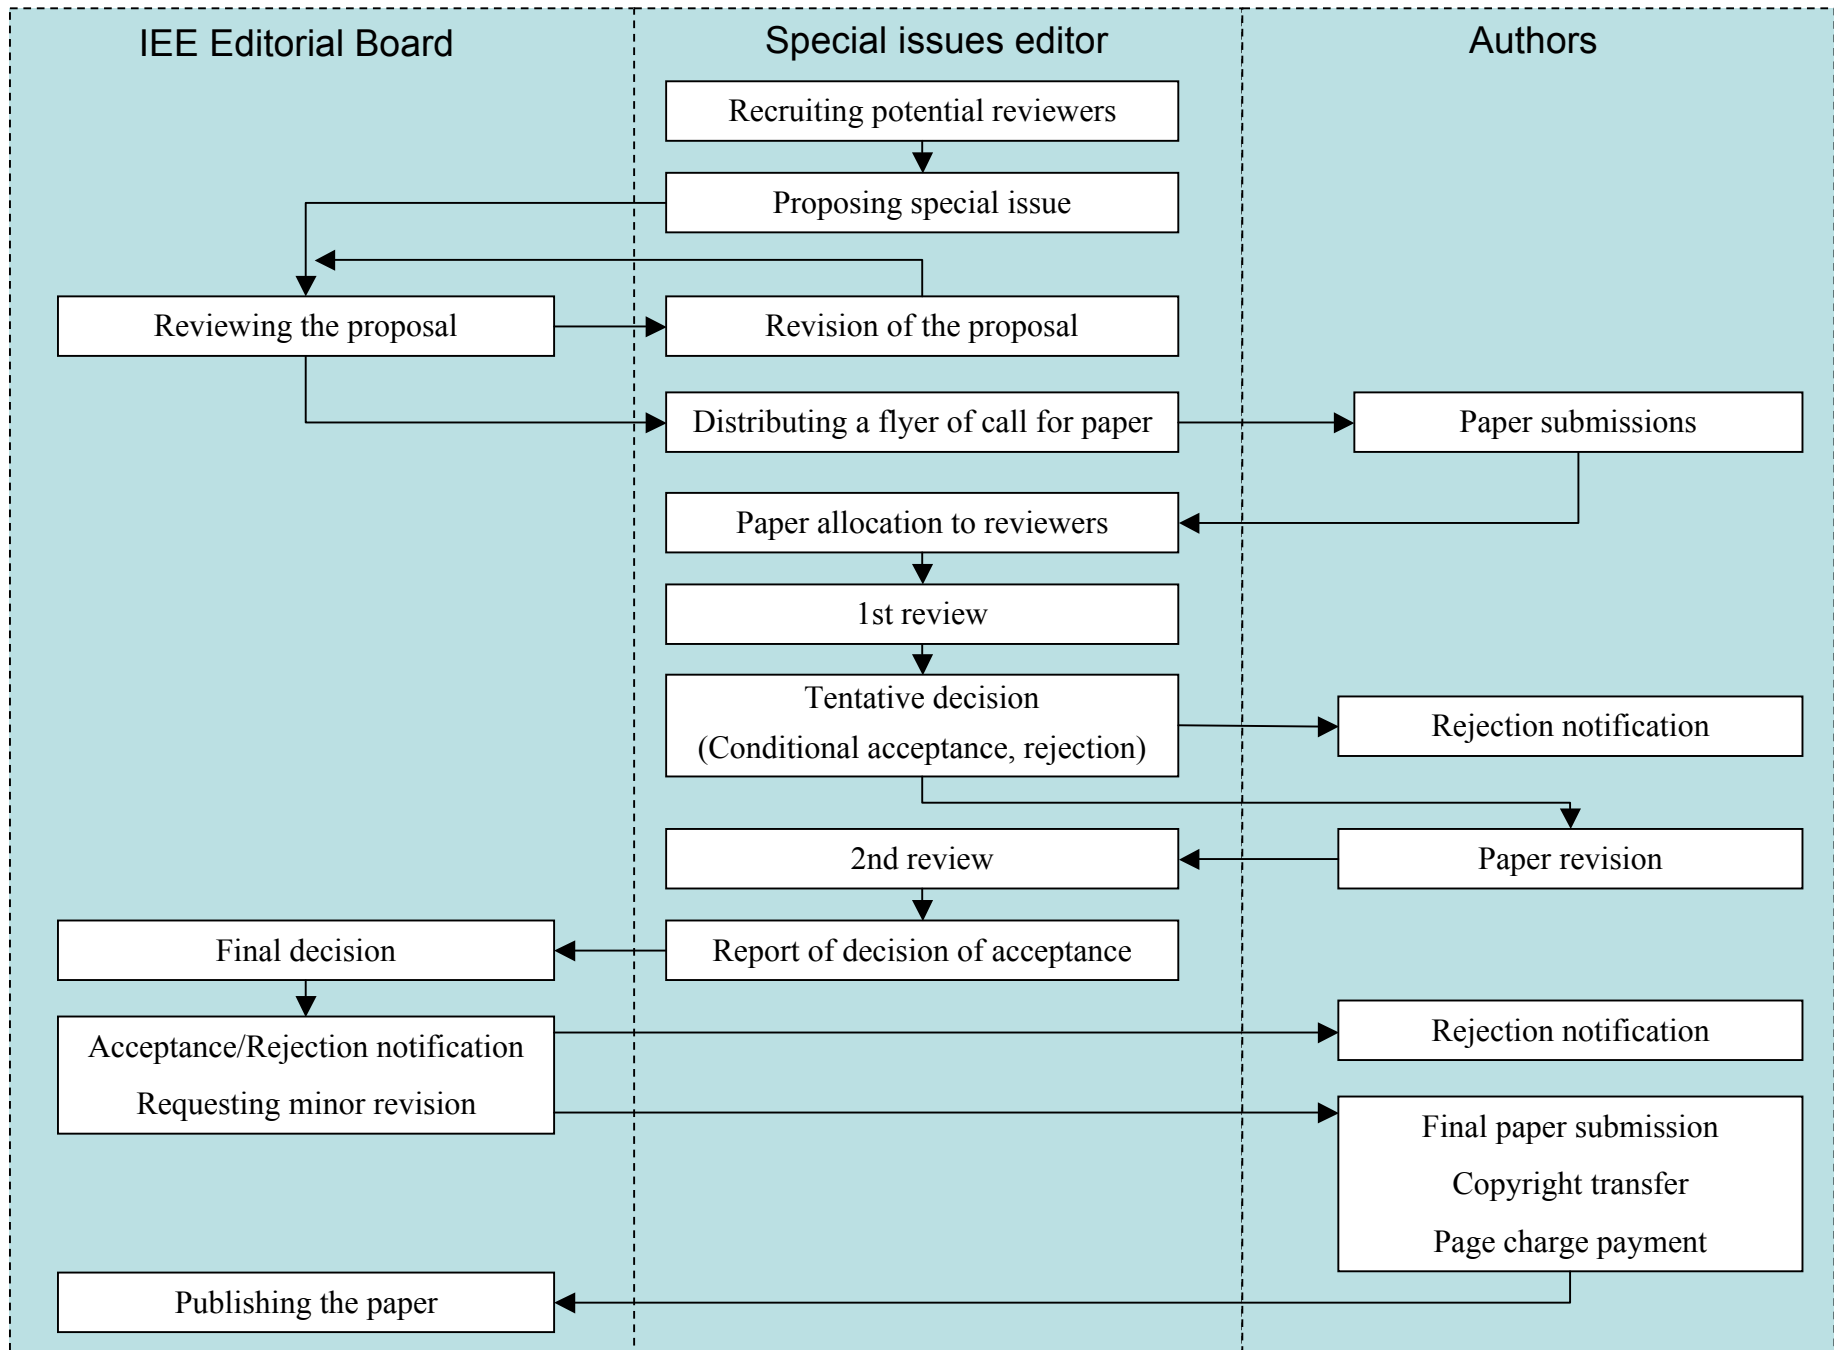 IEE Editorial Board
Special issues editor
Authors
Recruiting potential reviewers
Proposing special issue
Reviewing the proposal
Revision of the proposal
Distributing a flyer of call for paper
Paper submissions
Paper allocation to reviewers
1st review
Tentative decision
(Conditional acceptance, rejection)
Rejection notification
2nd review
Paper revision
Final decision
Report of decision of acceptance
Acceptance/Rejection notification
Requesting minor revision
Rejection notification
Final paper submission
Copyright transfer
Page charge payment
Publishing the paper